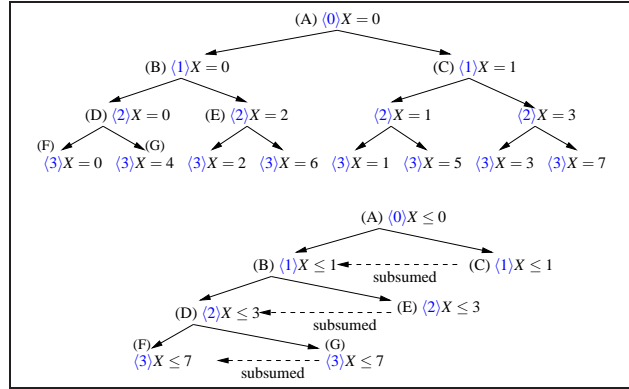 (A) ⟨0⟩X = 0
(B) ⟨1⟩X = 0 (C) ⟨1⟩X = 1
(D) ⟨2⟩X = 0 (E) ⟨2⟩X = 2 ⟨2⟩X = 1 ⟨2⟩X = 3
(F) (G)
⟨3⟩X = 0 ⟨3⟩X = 4 ⟨3⟩X = 2 ⟨3⟩X = 6 ⟨3⟩X = 1 ⟨3⟩X = 5 ⟨3⟩X = 3 ⟨3⟩X = 7
(A) ⟨0⟩X ≤ 0
(B) ⟨1⟩X ≤ 1 (C) ⟨1⟩X ≤ 1
subsumed
(D) ⟨2⟩X ≤ 3 (E) ⟨2⟩X ≤ 3
subsumed
(F) (G)
⟨3⟩X ≤ 7 ⟨3⟩X ≤ 7
subsumed